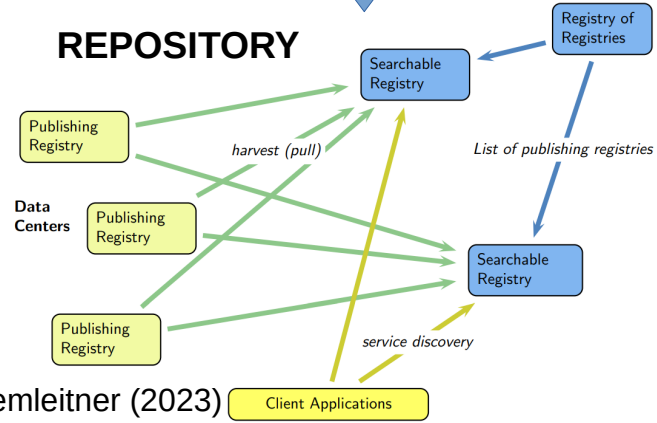 REPOSITORY
Registry of
Registries
Searchable
Registry
Publishing
Registry
harvest (pull)
List of publishing registries
Data
Centers
Publishing
Registry
Searchable
Registry
Publishing
Registry
service discovery
emleitner (2023)
Client Applications